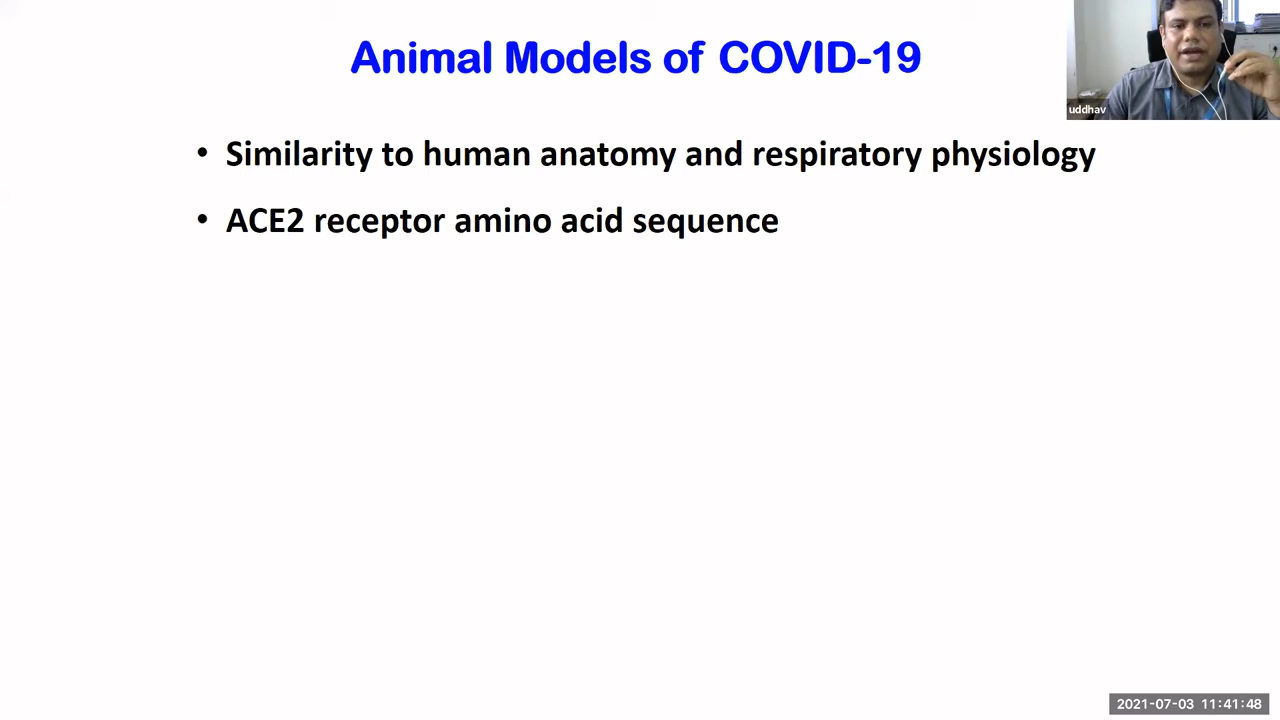 Animal Models of COVID-19
uddhav
• Similarity to human anatomy and respiratory physiology
• ACE2 receptor amino acid sequence
2021-07-03 11:41:48